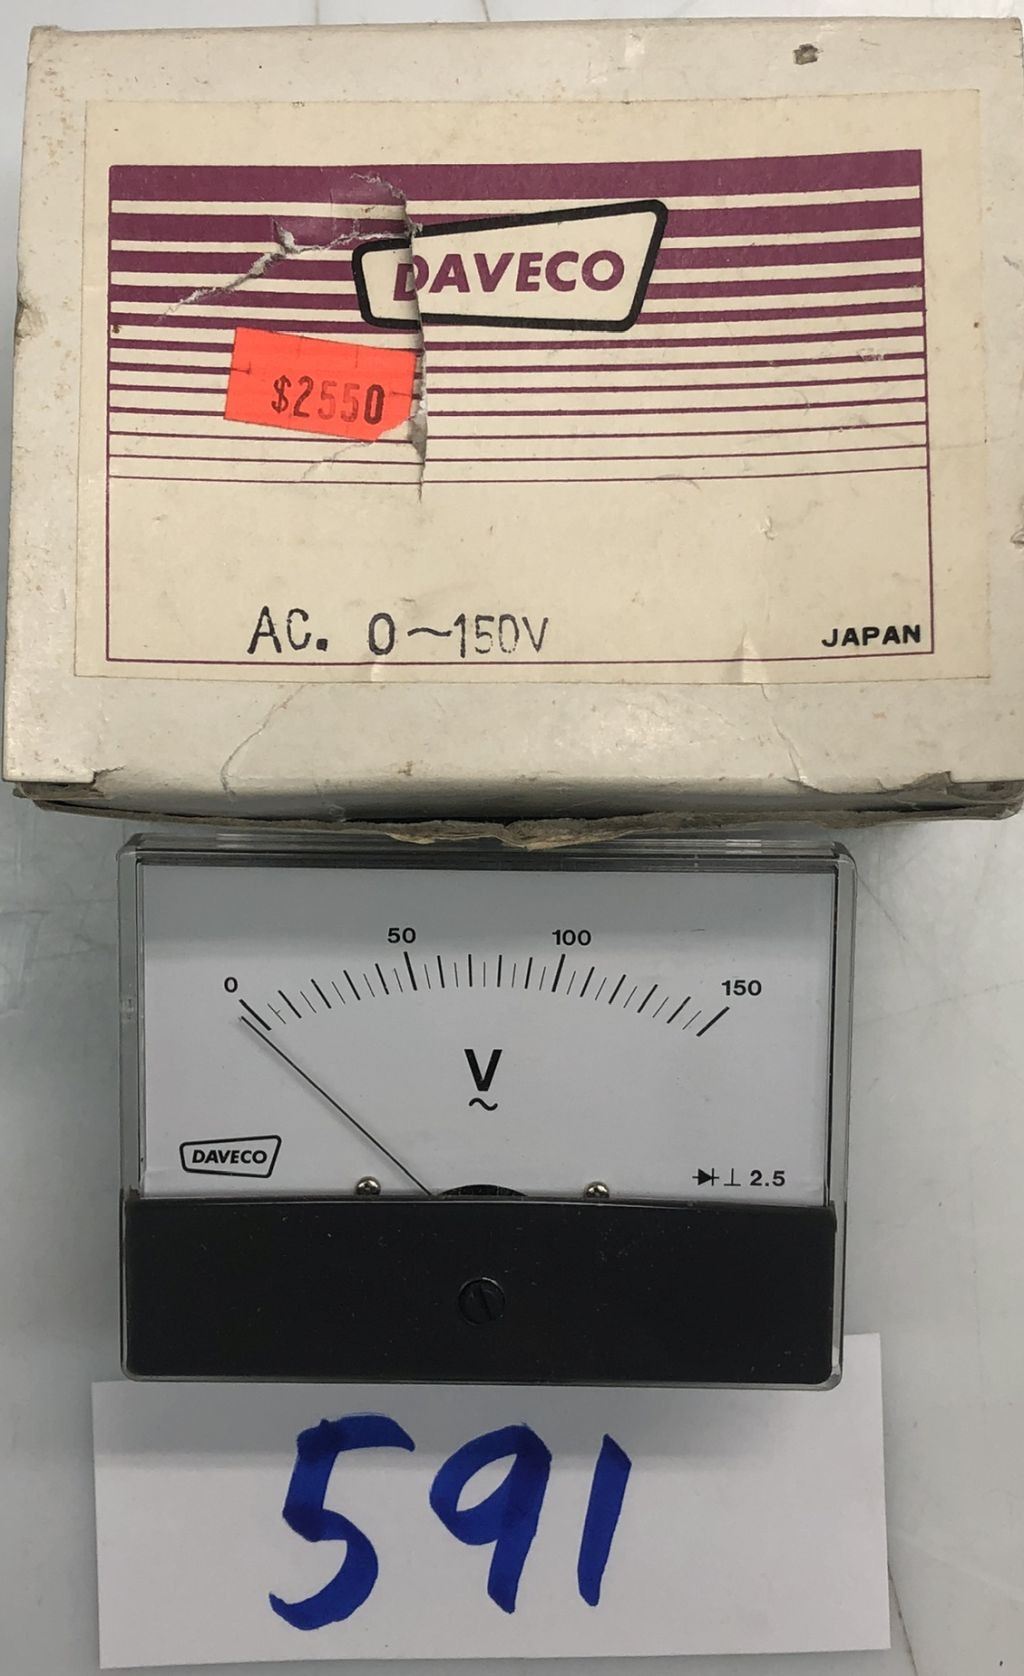 DAVECO
$2550
AC. 0~150V
JAPAN
0
50
100
150
V
~
DAVECO
2.5
591